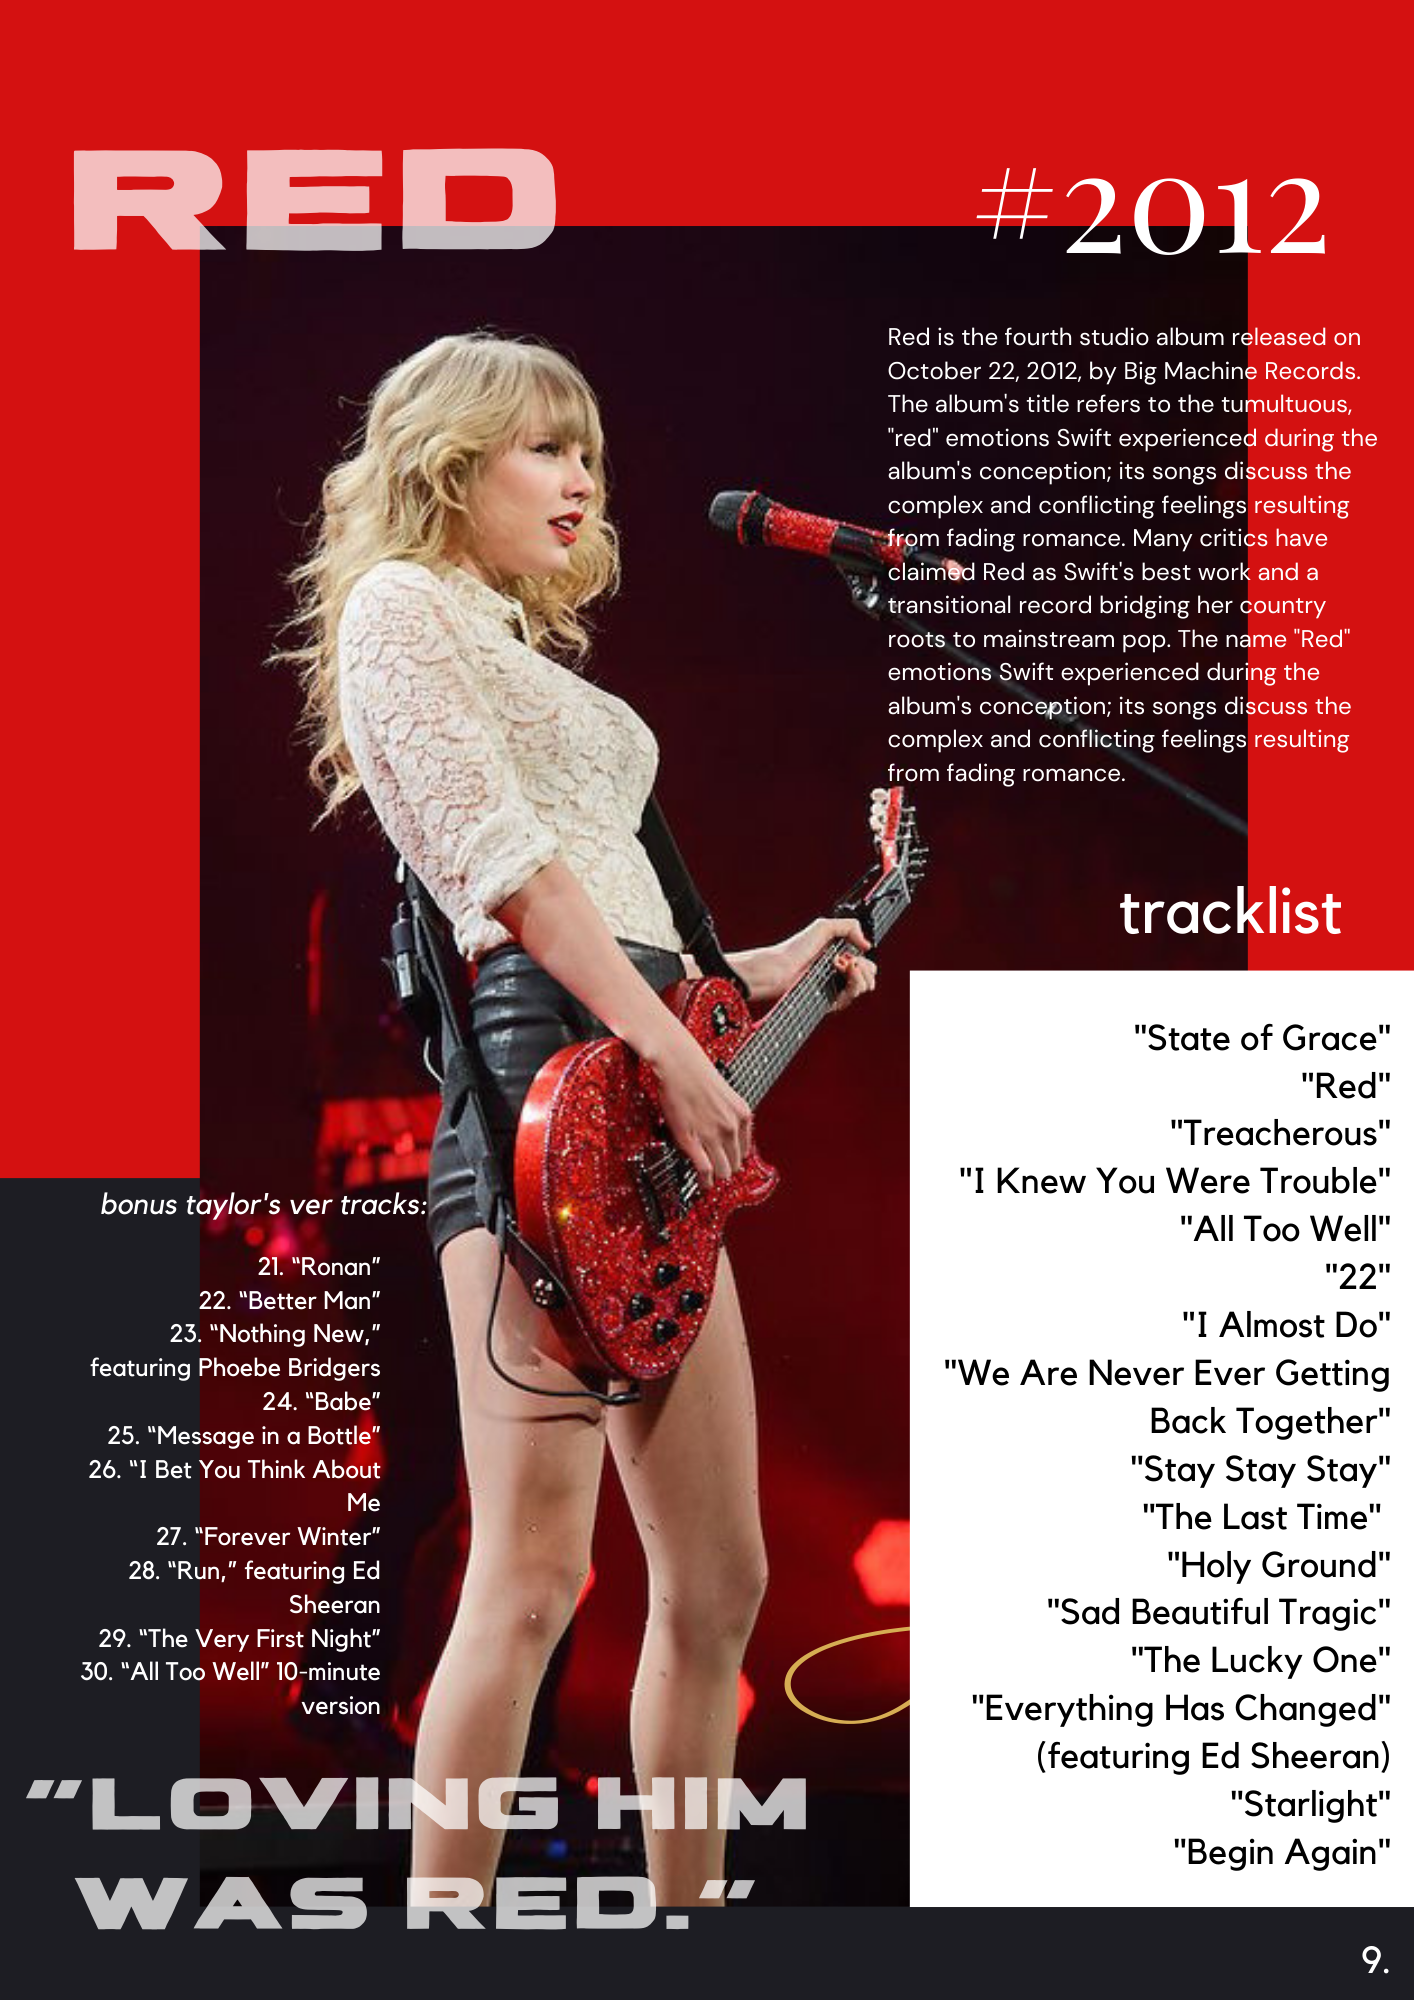 RED
#2012
Red is the fourth studio album released on
October 22, 2012, by Big Machine Records.
The album's title refers to the tumultuous,
"red" emotions Swift experienced during the
album's conception; its songs discuss the
complex and conflicting feelings resulting
from fading romance. Many critics have
claimed Red as Swift's best work and a
transitional record bridging her country
roots to mainstream pop. The name "Red"
emotions Swift experienced during the
album's conception; its songs discuss the
complex and conflicting feelings resulting
from fading romance.
tracklist
"State of Grace"
"Red"
"Treacherous"
"I Knew You Were Trouble"
"All Too Well"
"22"
"I Almost Do"
"We Are Never Ever Getting
Back Together"
"Stay Stay Stay"
"The Last Time"
"Holy Ground"
"Sad Beautiful Tragic"
"The Lucky One"
"Everything Has Changed"
(featuring Ed Sheeran)
"Starlight"
"Begin Again"
bonus taylor's ver tracks:
21. “Ronan”
22. “Better Man”
23. “Nothing New,”
featuring Phoebe Bridgers
24. “Babe”
25. “Message in a Bottle”
26. “I Bet You Think About
Me
27. “Forever Winter”
28. “Run,” featuring Ed
Sheeran
29. “The Very First Night”
30. “All Too Well” 10-minute
version
“LOVING HIM
WAS RED.”
9.